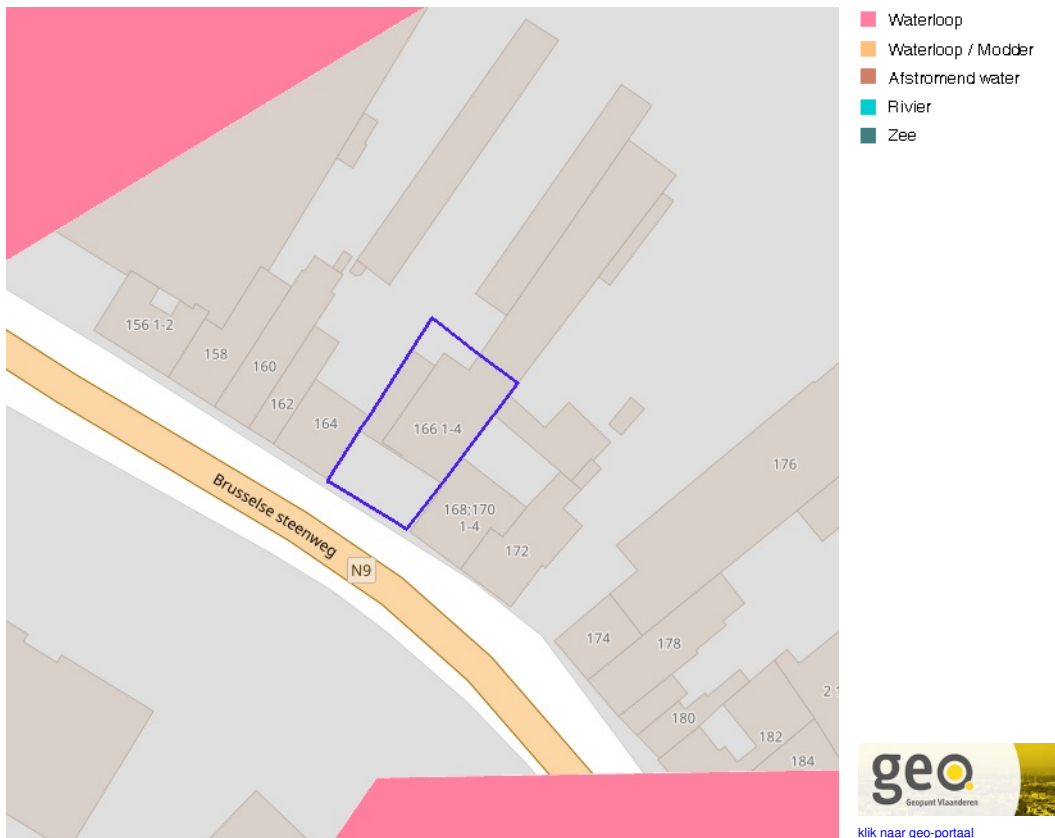 Waterloop
Waterloop / Modder
Afstromend water
Rivier
Zee
156 1-2
158
160
162
164
166 1-4
168;170
1-4
172
176
174
178
180
182
184
Brusselse steenweg
N9
geo.
Geopunt Vlaanderen
klik naar geo-portaal